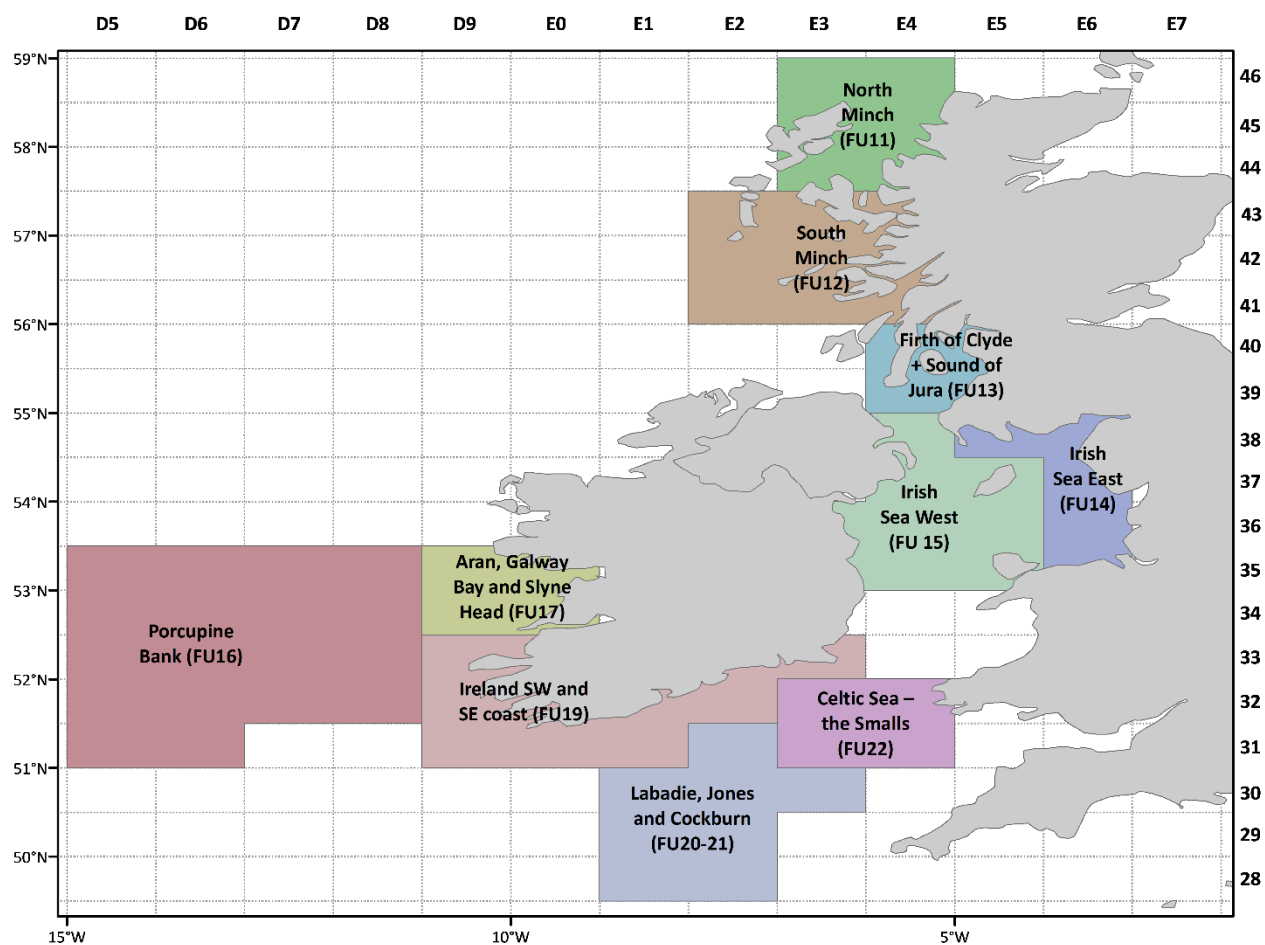 D5 D6 D7 D8 D9 E0 E1 E2 E3 E4 E5 E6 E7
59°N
46
North
Minch
(FU11)
45
58°N
44
43
57°N
South
Minch
(FU12)
42
41
56°N
Firth of Clyde
+ Sound of
Jura (FU13)
40
39
55°N
38
Irish
Sea East
(FU14)
37
54°N
Irish
Sea West
(FU 15)
36
Aran, Galway
Bay and Slyne
Head (FU17)
35
53°N
34
Porcupine
Bank (FU16)
33
52°N
Ireland SW and
SE coast (FU19)
Celtic Sea –
the Smalls
(FU22)
32
31
51°N
Labadie, Jones
and Cockburn
(FU20-21)
30
29
50°N
28
15°W 10°W 5°W